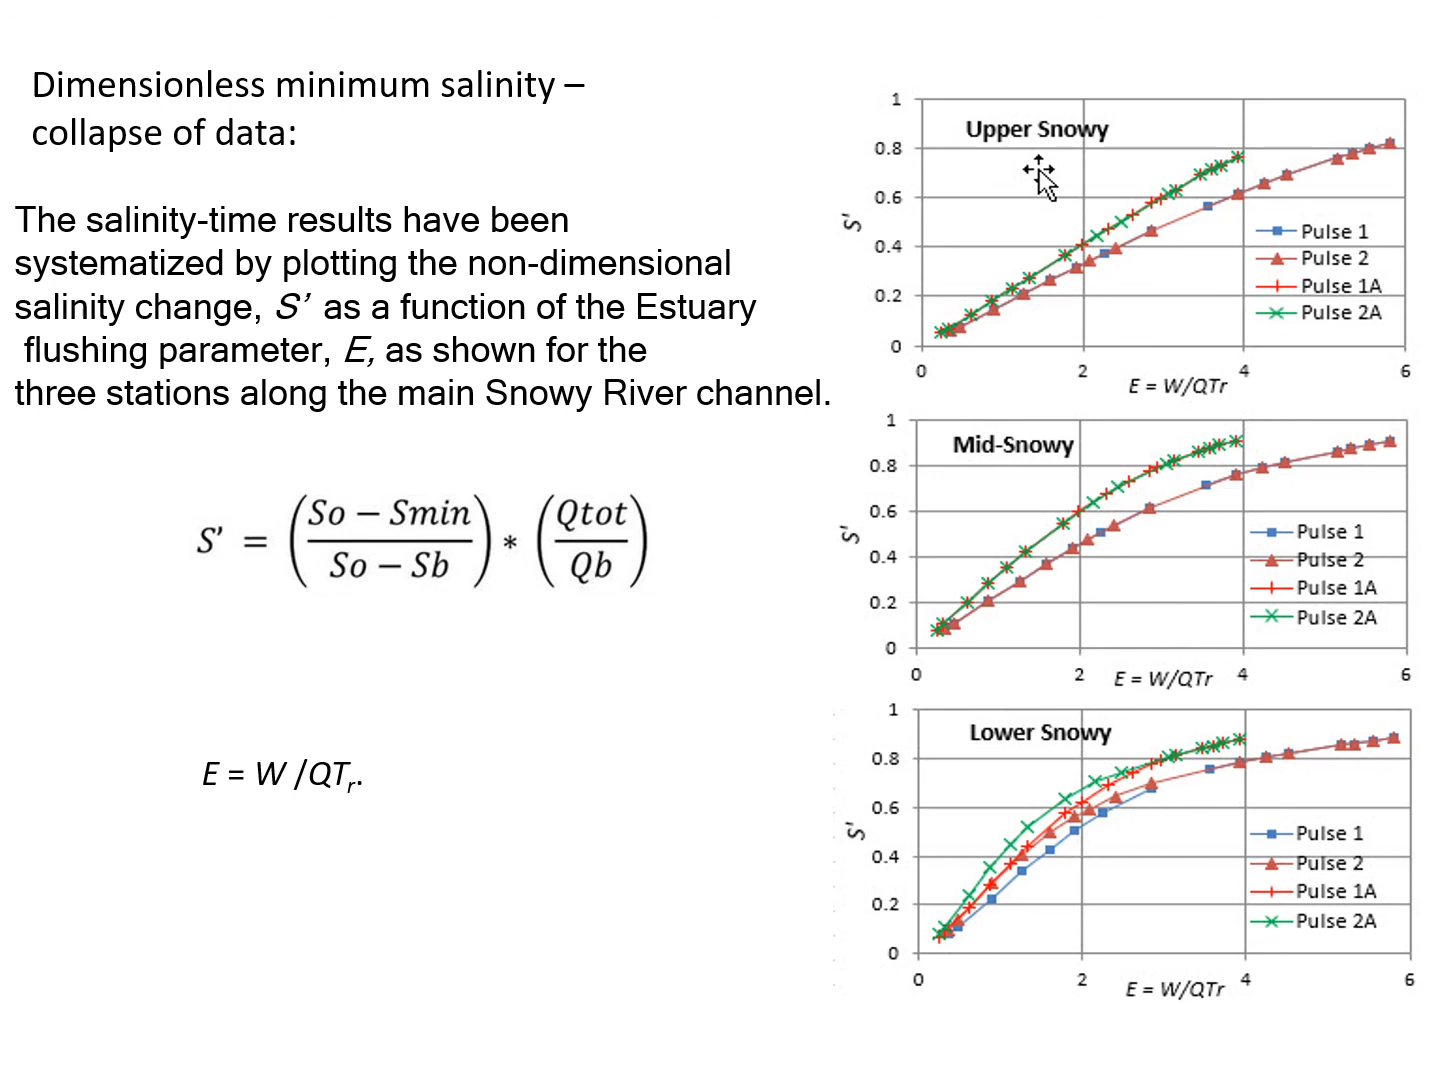 Dimensionless minimum salinity –
collapse of data:
The salinity-time results have been
systematized by plotting the non-dimensional
salinity change, S’ as a function of the Estuary
flushing parameter, E, as shown for the
three stations along the main Snowy River channel.
S’ = (So − Smin / So − Sb) * (Qtot / Qb)
E = W /QTr.
Upper Snowy
1
0.8
0.6
0.4
0.2
0
S'
0 2 4 6
E = W/QTr
Pulse 1
Pulse 2
Pulse 1A
Pulse 2A
Mid-Snowy
1
0.8
0.6
0.4
0.2
0
S'
0 2 4 6
E = W/QTr
Pulse 1
Pulse 2
Pulse 1A
Pulse 2A
Lower Snowy
1
0.8
0.6
0.4
0.2
0
S'
0 2 4 6
E = W/QTr
Pulse 1
Pulse 2
Pulse 1A
Pulse 2A